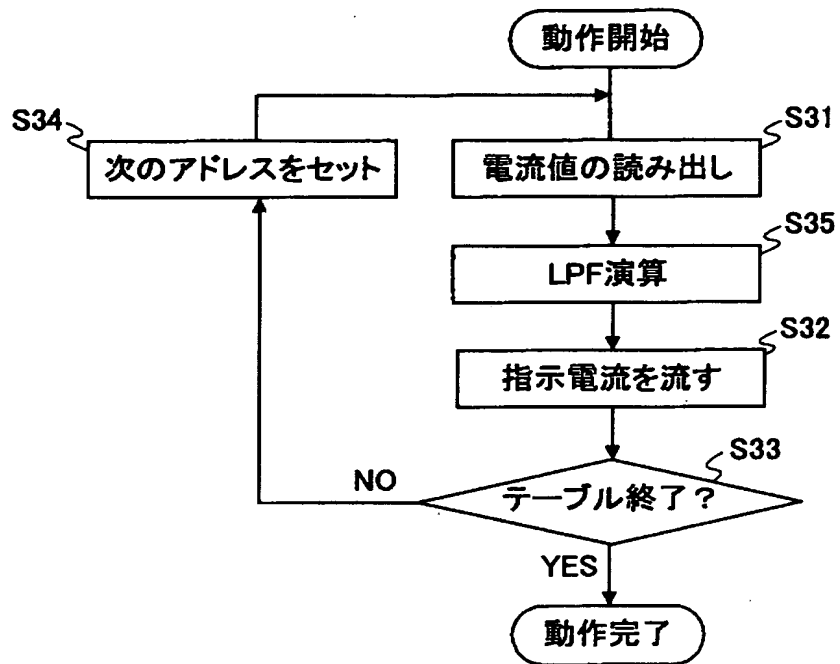 動作開始
S34
次のアドレスをセット
S31
電流値の読み出し
S35
LPF演算
S32
指示電流を流す
S33
テーブル終了？
NO
YES
動作完了